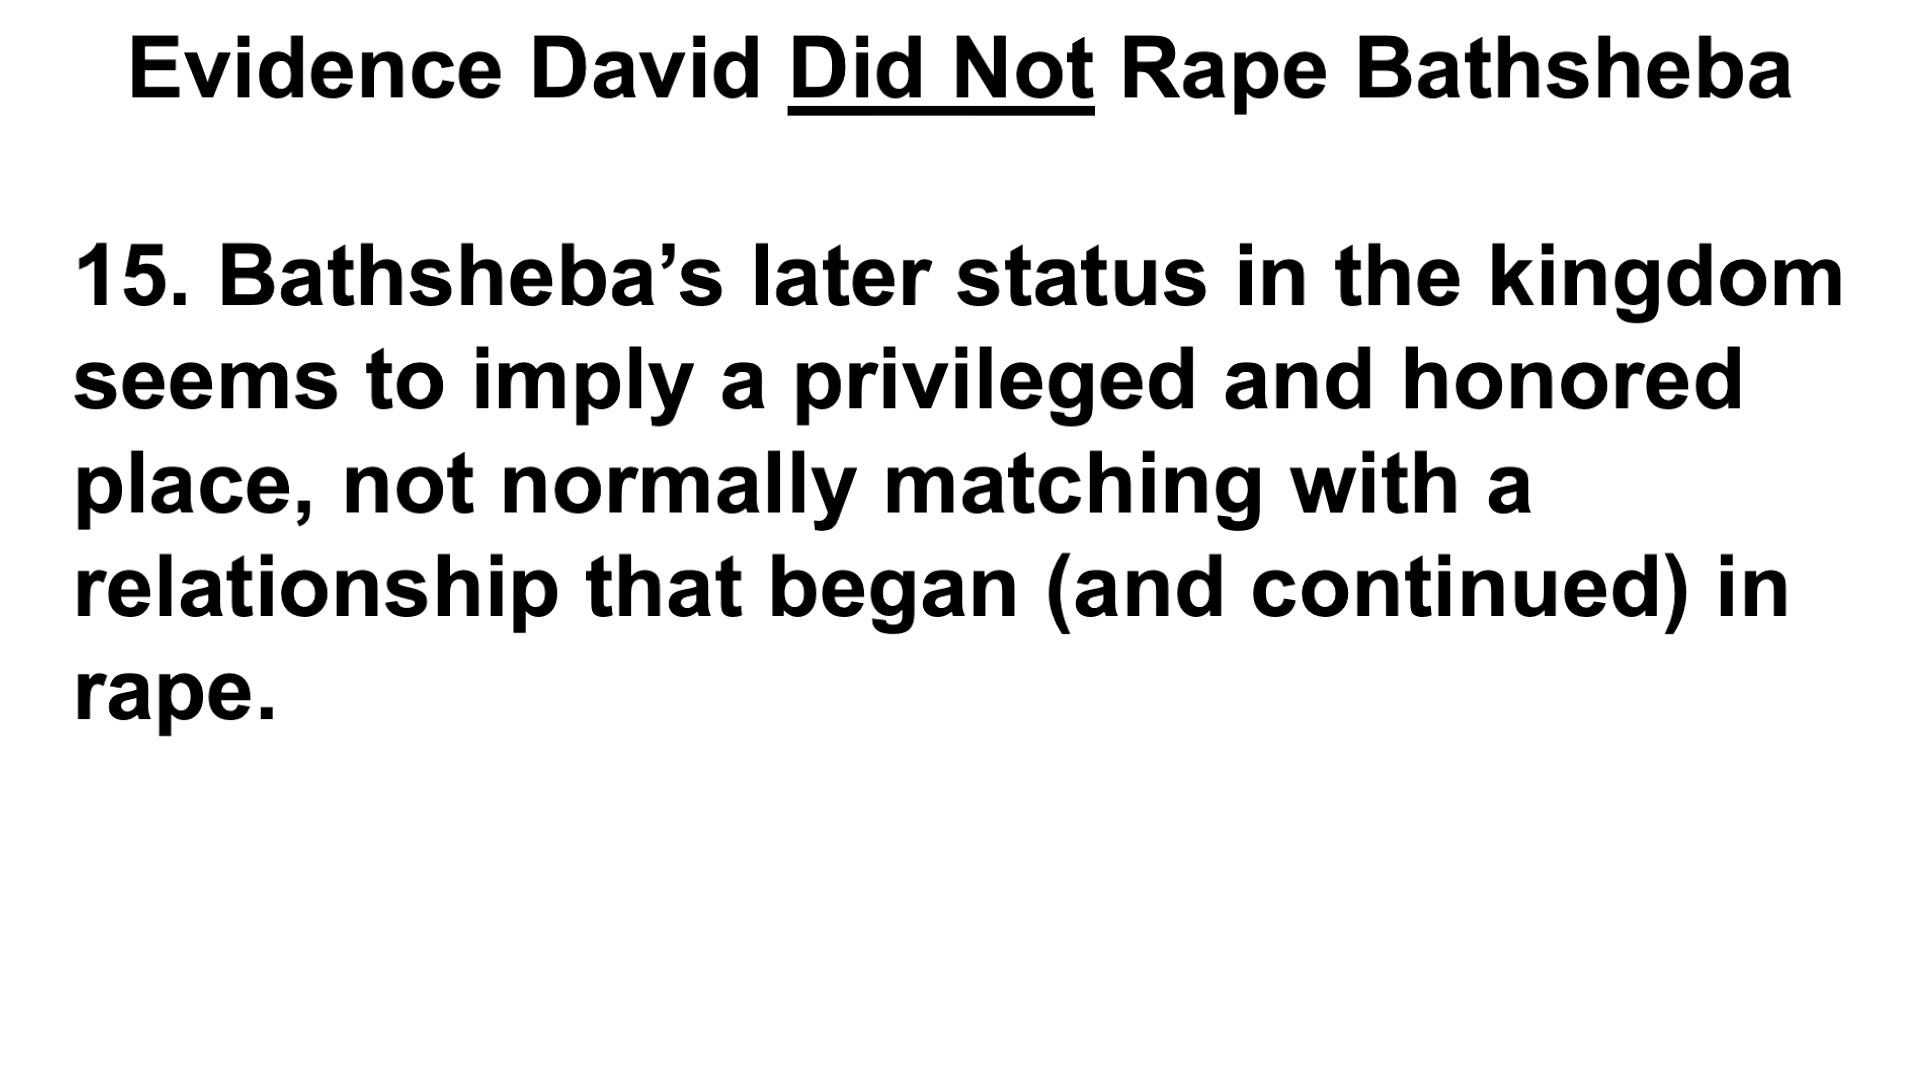 Evidence David Did Not Rape Bathsheba
15. Bathsheba’s later status in the kingdom
seems to imply a privileged and honored
place, not normally matching with a
relationship that began (and continued) in
rape.